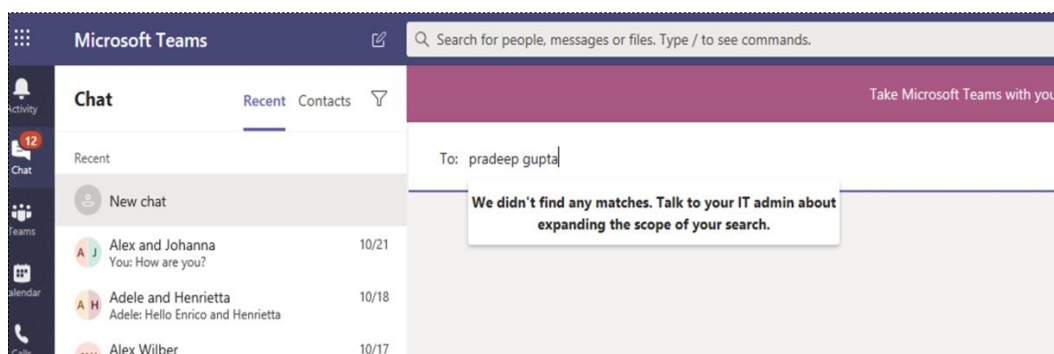 Microsoft Teams
Search for people, messages or files. Type / to see commands.
Activity
Chat
Recent Contacts
Take Microsoft Teams with you
12
Chat
Recent
To: pradeep gupta
New chat
We didn't find any matches. Talk to your IT admin about
expanding the scope of your search.
Teams
A J
Alex and Johanna 10/21
You: How are you?
Calendar
A H
Adele and Henrietta 10/18
Adele: Hello Enrico and Henrietta
Calls
Alex Wilber 10/17